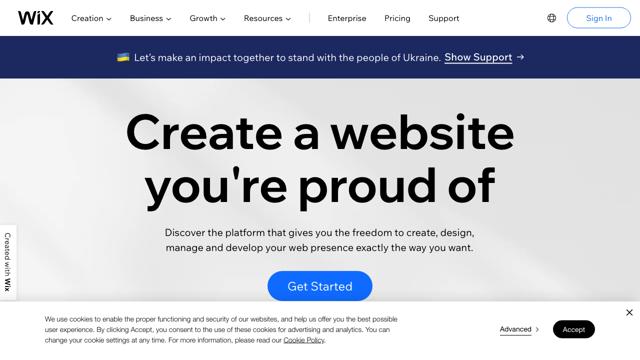 WiX
Creation Business Growth Resources Enterprise Pricing Support Sign In
Let's make an impact together to stand with the people of Ukraine. Show Support →
Create a website
you're proud of
Discover the platform that gives you the freedom to create, design,
manage and develop your web presence exactly the way you want.
Get Started
Created with Wix
We use cookies to enable the proper functioning and security of our websites, and help us offer you the best possible
user experience. By clicking Accept, you consent to the use of these cookies for advertising and analytics. You can
change your cookie settings at any time. For more information, please read our Cookie Policy.
Advanced
Accept